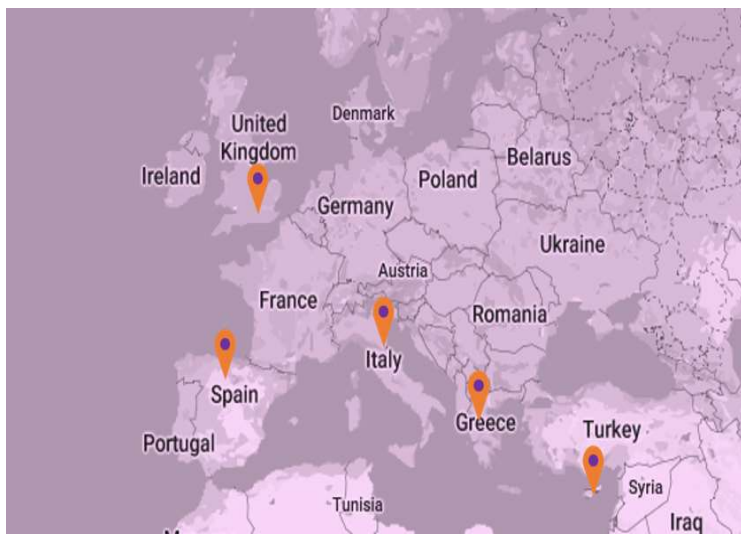 Denmark
United
Kingdom
Ireland
Belarus
Poland
Germany
Ukraine
Austria
France
Romania
Italy
Spain
Greece
Turkey
Portugal
Syria
Tunisia
Iraq